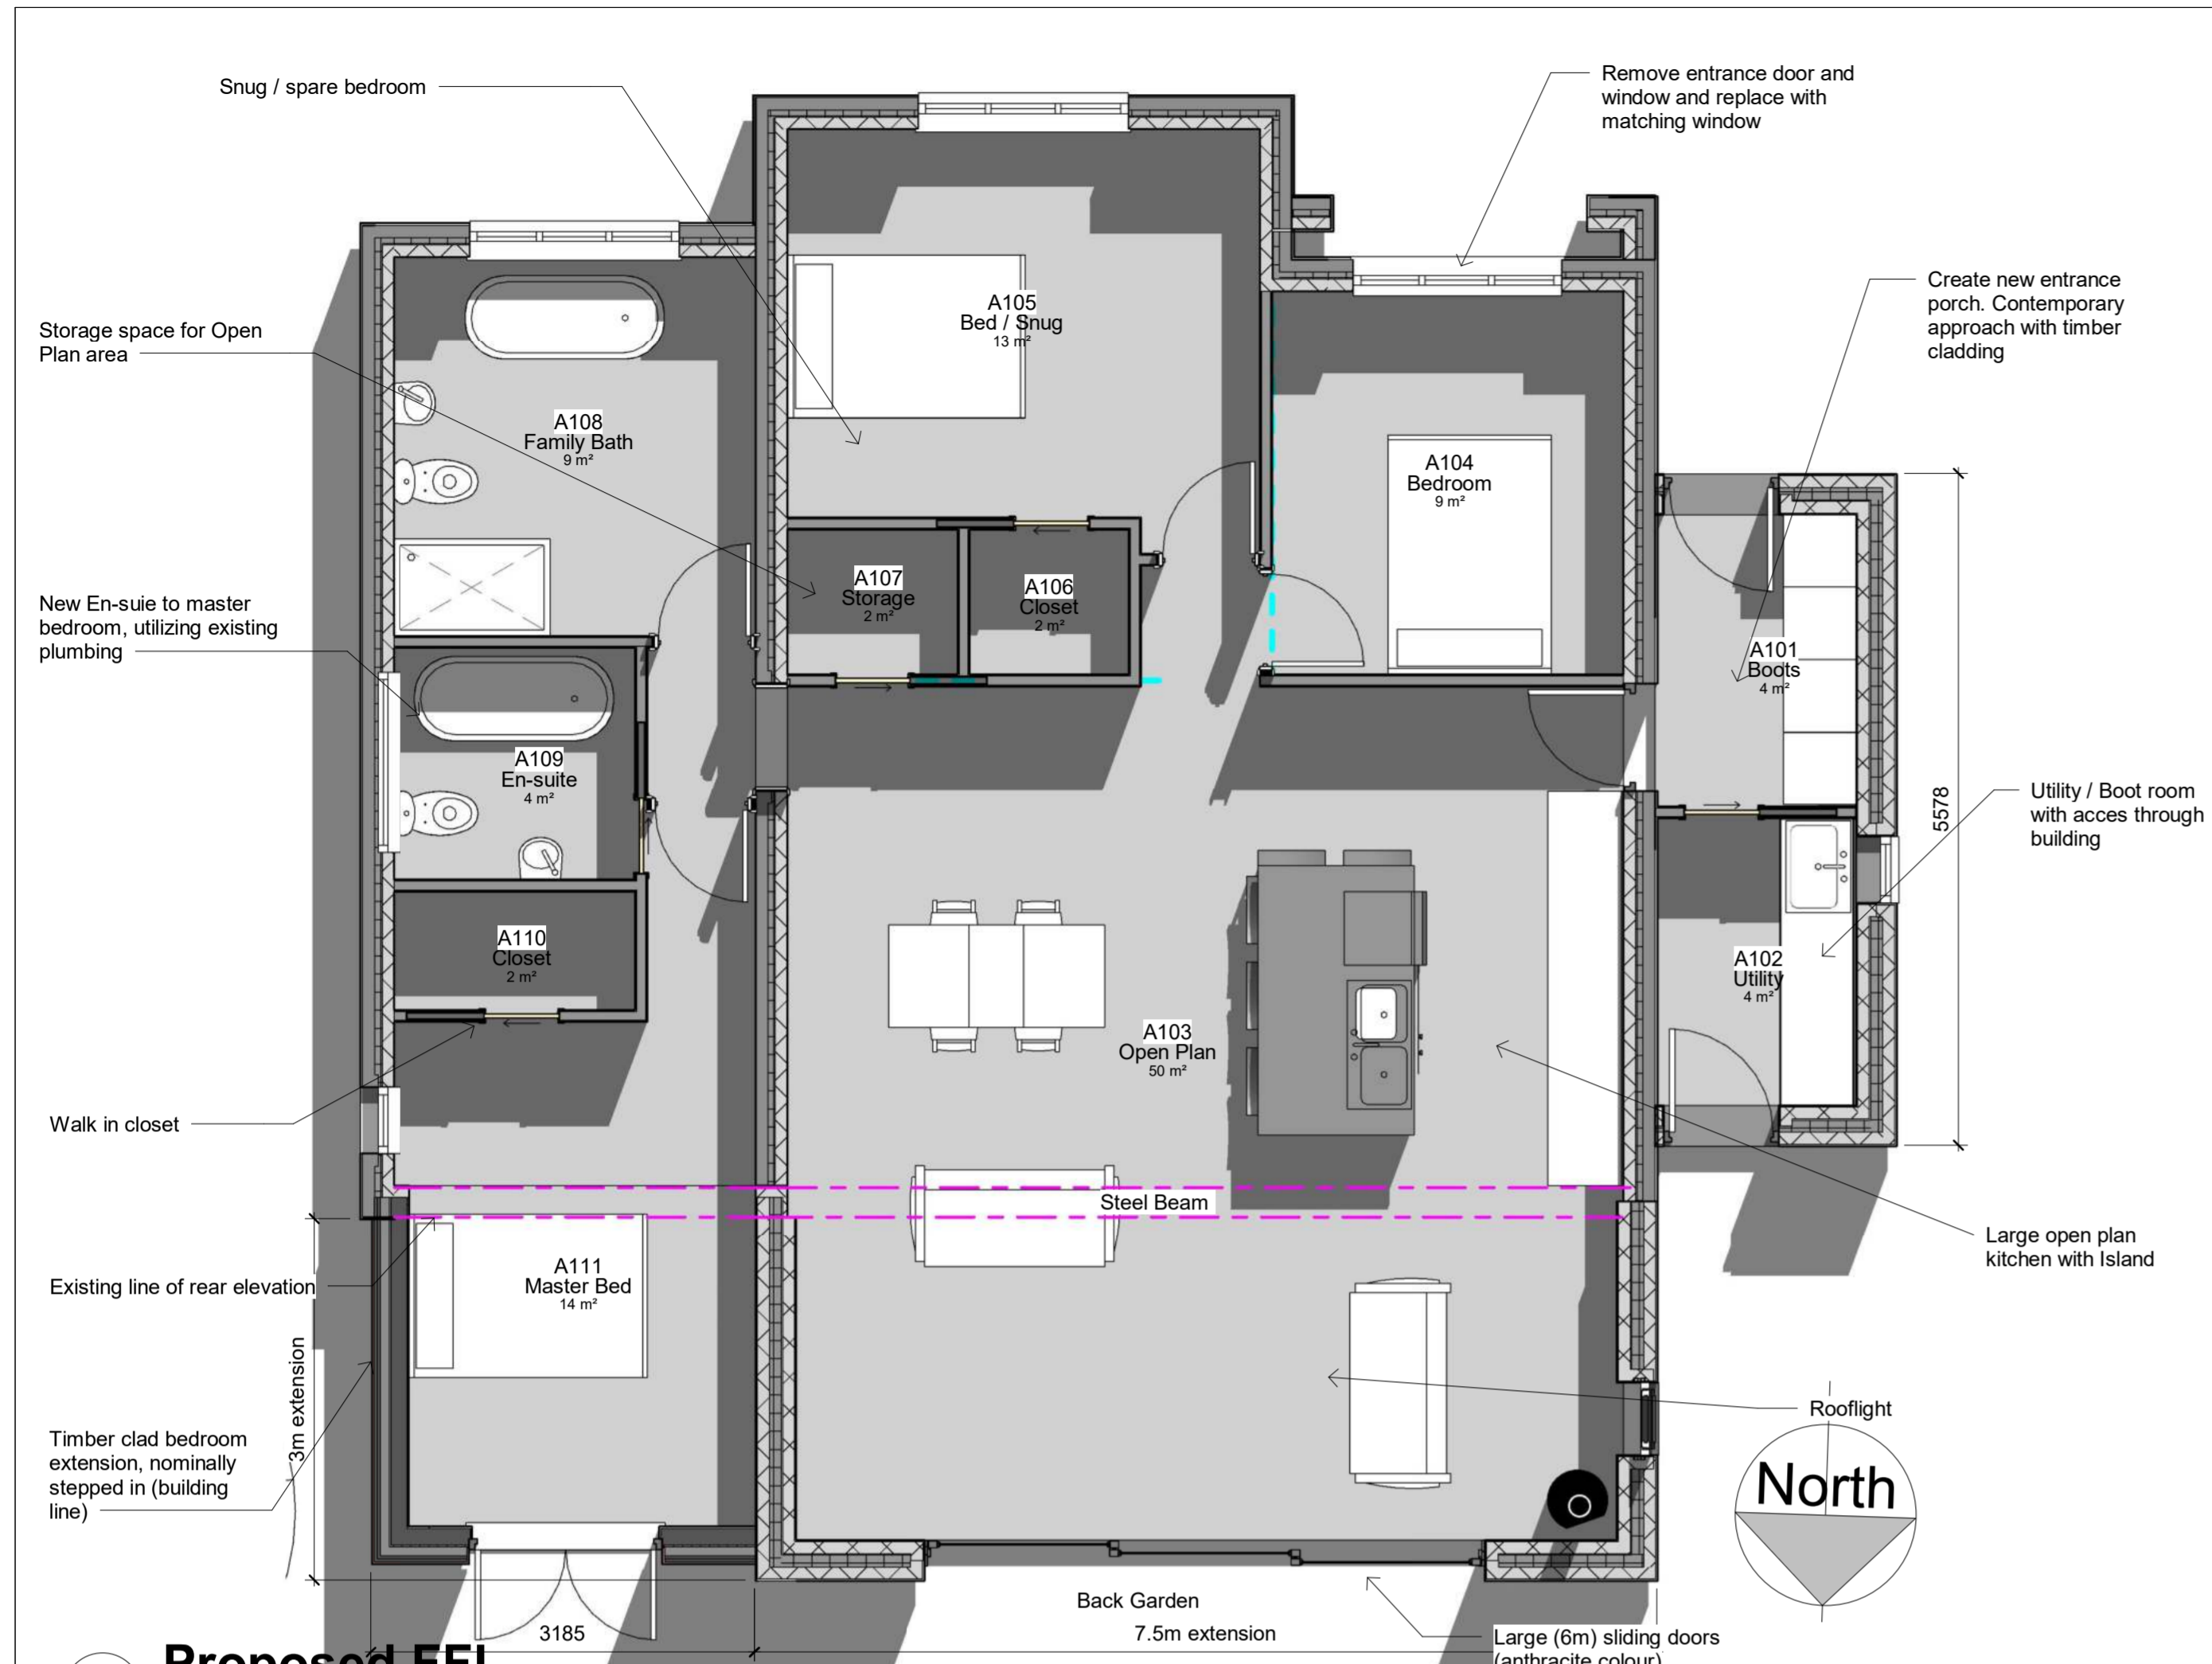 Snug / spare bedroom
Remove entrance door and
window and replace with
matching window
Create new entrance
porch. Contemporary
approach with timber
cladding
Storage space for Open
Plan area
A105
Bed / Snug
13 m²
A108
Family Bath
9 m²
A104
Bedroom
9 m²
A107
Storage
2 m²
A106
Closet
2 m²
New En-suie to master
bedroom, utilizing existing
plumbing
A101
Boots
4 m²
A109
En-suite
4 m²
5578
Utility / Boot room
with acces through
building
A110
Closet
2 m²
A102
Utility
4 m²
A103
Open Plan
50 m²
Walk in closet
Steel Beam
Large open plan
kitchen with Island
Existing line of rear elevation
A111
Master Bed
14 m²
3m extension
Rooflight
Timber clad bedroom
extension, nominally
stepped in (building
line)
North
Back Garden
3185
7.5m extension
Large (6m) sliding doors
(anthracite colour)
Proposed FFL